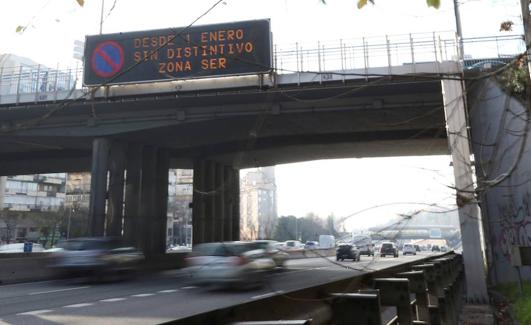 DESDE 1 ENERO
SIN DISTINTIVO
ZONA SER